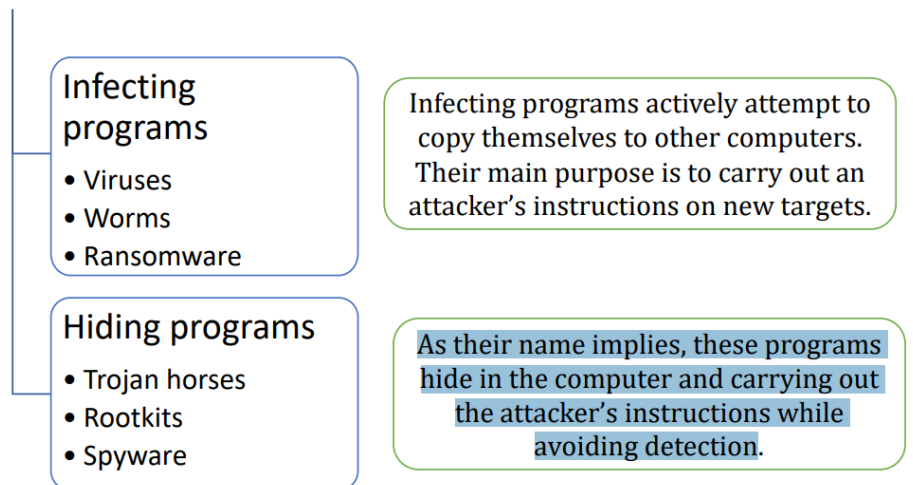 Infecting
programs
• Viruses
• Worms
• Ransomware
Infecting programs actively attempt to
copy themselves to other computers.
Their main purpose is to carry out an
attacker’s instructions on new targets.
Hiding programs
• Trojan horses
• Rootkits
• Spyware
As their name implies, these programs
hide in the computer and carrying out
the attacker’s instructions while
avoiding detection.